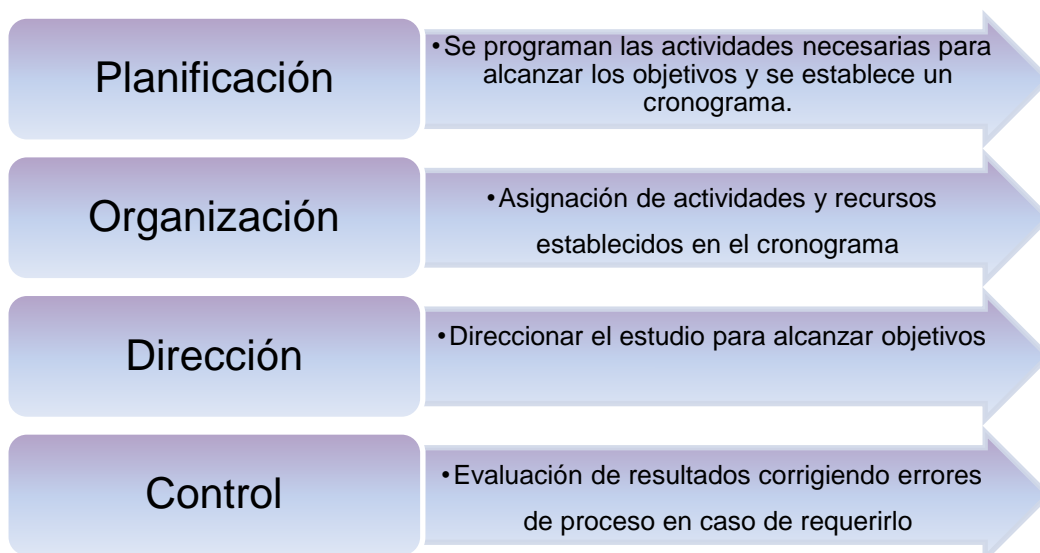 Planificación
•Se programan las actividades necesarias para
alcanzar los objetivos y se establece un
cronograma.
Organización
•Asignación de actividades y recursos
establecidos en el cronograma
Dirección
•Direccionar el estudio para alcanzar objetivos
Control
•Evaluación de resultados corrigiendo errores
de proceso en caso de requerirlo